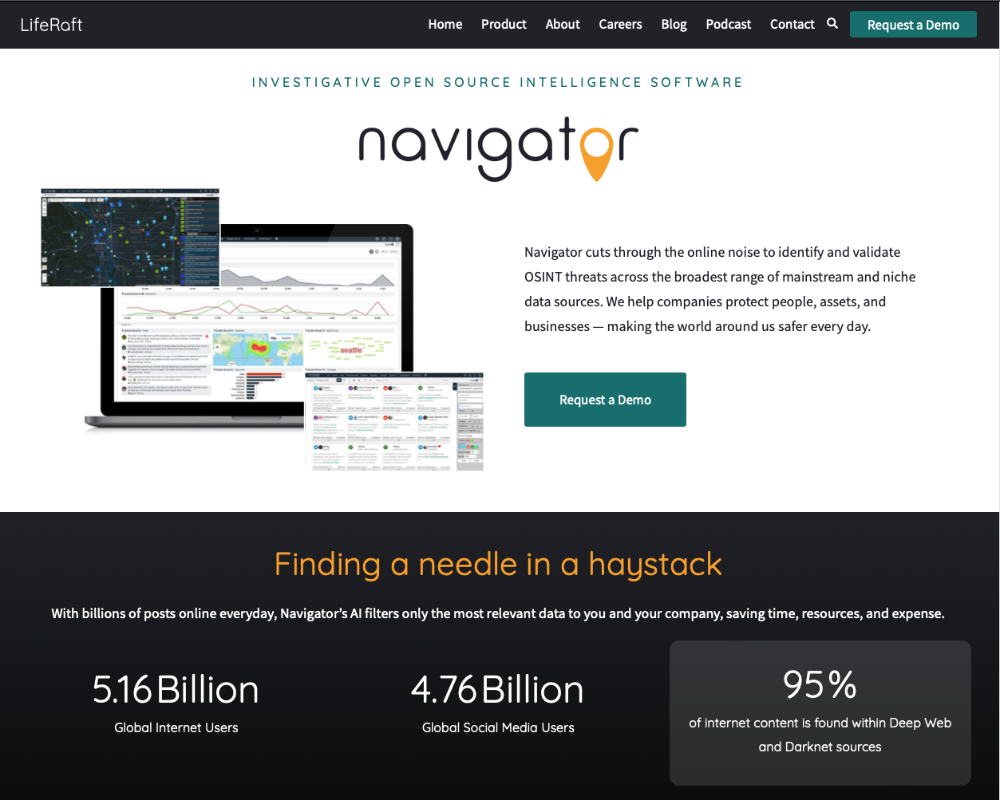 LifeRaft
Home Product About Careers Blog Podcast Contact Request a Demo
INVESTIGATIVE OPEN SOURCE INTELLIGENCE SOFTWARE
navigator
Navigator cuts through the online noise to identify and validate
OSINT threats across the broadest range of mainstream and niche
data sources. We help companies protect people, assets, and
businesses — making the world around us safer every day.
Map
seattle
Request a Demo
Finding a needle in a haystack
With billions of posts online everyday, Navigator's AI filters only the most relevant data to you and your company, saving time, resources, and expense.
5.16 Billion
Global Internet Users
4.76 Billion
Global Social Media Users
95%
of internet content is found within Deep Web
and Darknet sources